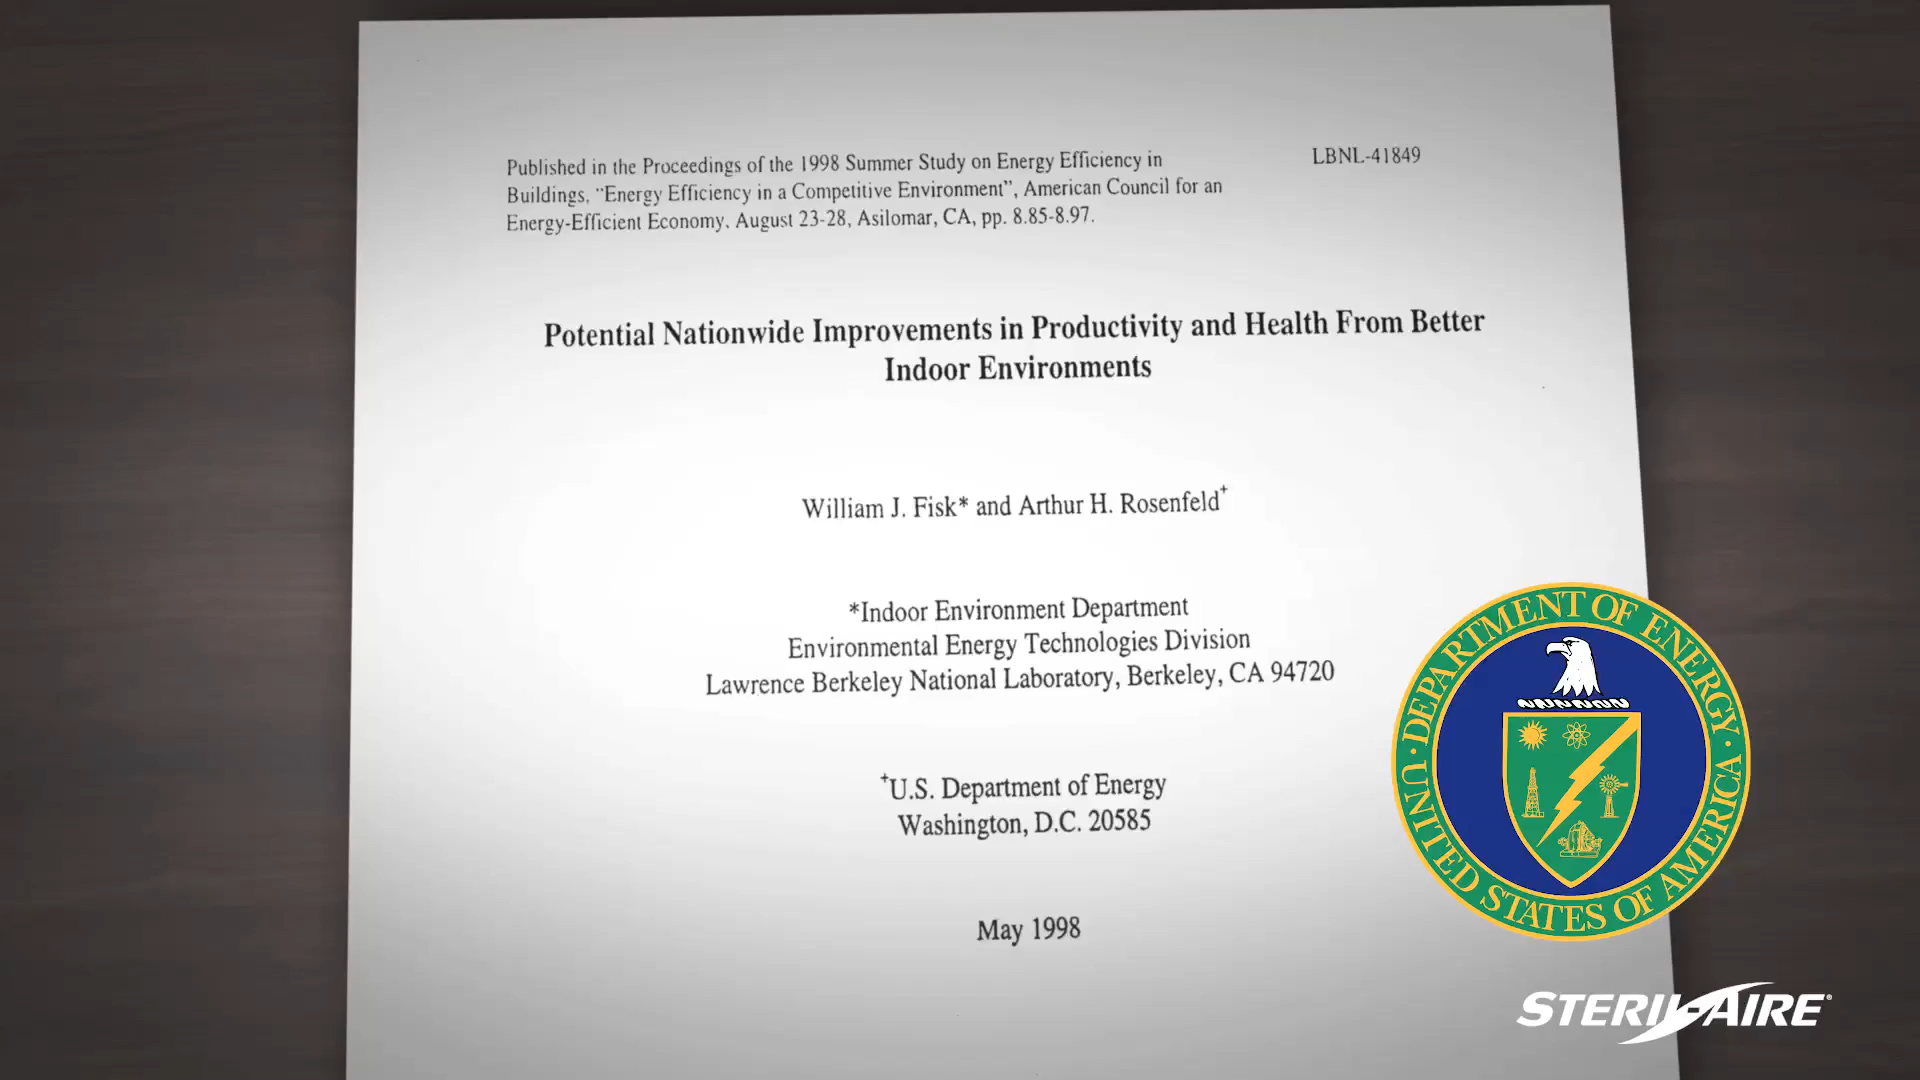 Published in the Proceedings of the 1998 Summer Study on Energy Efficiency in
Buildings, "Energy Efficiency in a Competitive Environment", American Council for an
Energy-Efficient Economy, August 23-28, Asilomar, CA, pp. 8.85-8.97.
LBNL-41849
Potential Nationwide Improvements in Productivity and Health From Better
Indoor Environments
William J. Fisk* and Arthur H. Rosenfeld+
*Indoor Environment Department
Environmental Energy Technologies Division
Lawrence Berkeley National Laboratory, Berkeley, CA 94720
+U.S. Department of Energy
Washington, D.C. 20585
May 1998
DEPARTMENT OF ENERGY
UNITED STATES OF AMERICA
STERIL-AIRE®